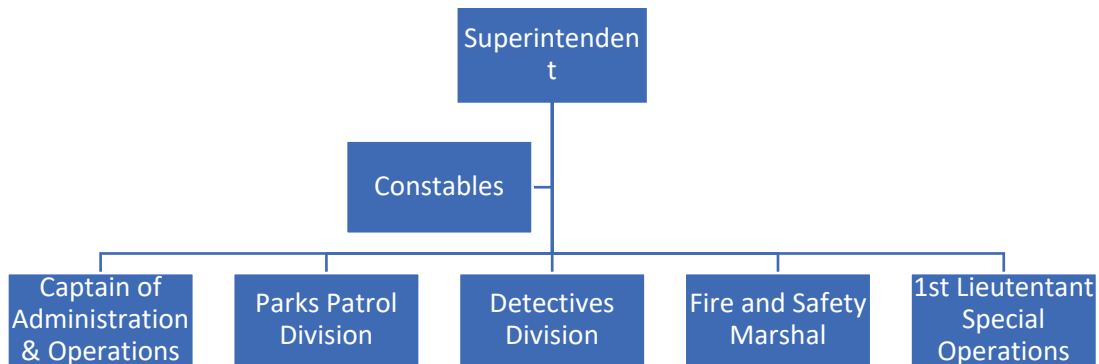 Superintenden
t
Constables
Captain of
Administration
& Operations
Parks Patrol
Division
Detectives
Division
Fire and Safety
Marshal
1st Lieutentant
Special
Operations